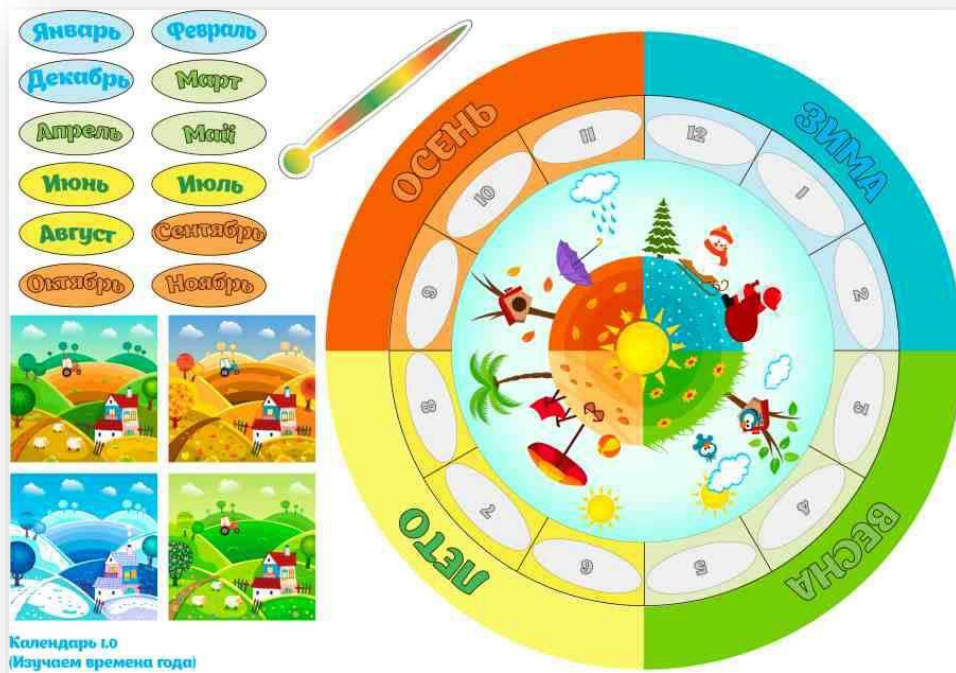 Январь
Февраль
Декабрь
Март
Апрель
Май
Июнь
Июль
Август
Сентябрь
Октябрь
Ноябрь
Календарь 1.0
(Изучаем времена года)
ОСЕНЬ
ЗИМА
ЛЕТО
ВЕСНА
12
1
2
3
4
5
6
7
8
9
10
11